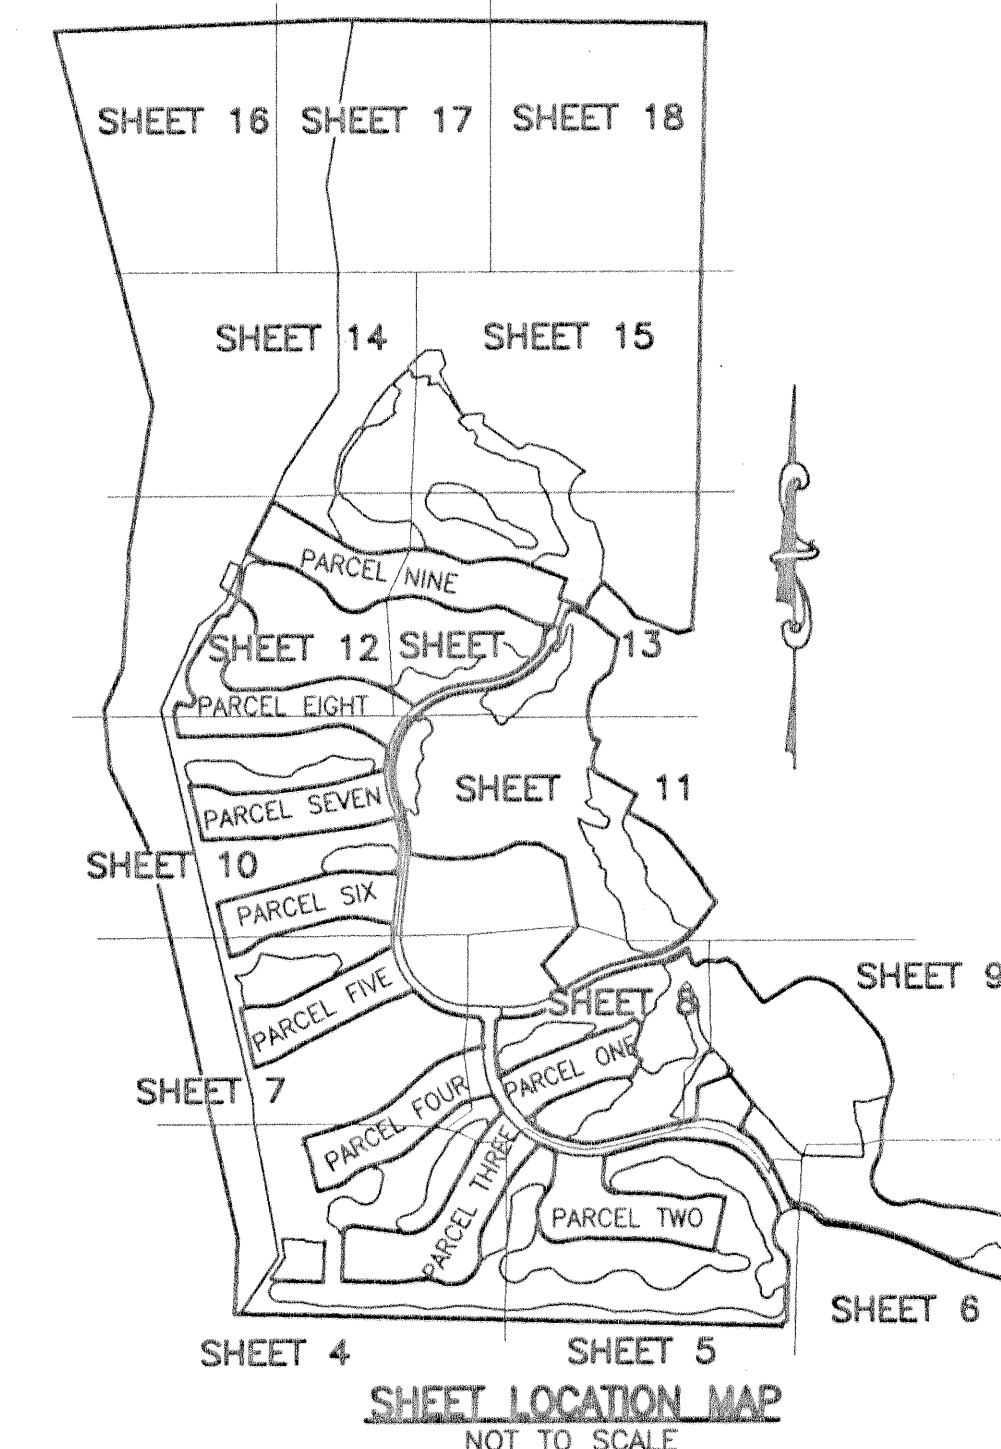 SHEET 16
SHEET 17
SHEET 18
SHEET 14
SHEET 15
PARCEL NINE
SHEET 12
SHEET 13
PARCEL EIGHT
SHEET 11
PARCEL SEVEN
SHEET 10
PARCEL SIX
SHEET 9
PARCEL FIVE
SHEET 8
PARCEL ONE
SHEET 7
PARCEL FOUR
PARCEL THREE
PARCEL TWO
SHEET 6
SHEET 4
SHEET 5
SHEET LOCATION MAP
NOT TO SCALE